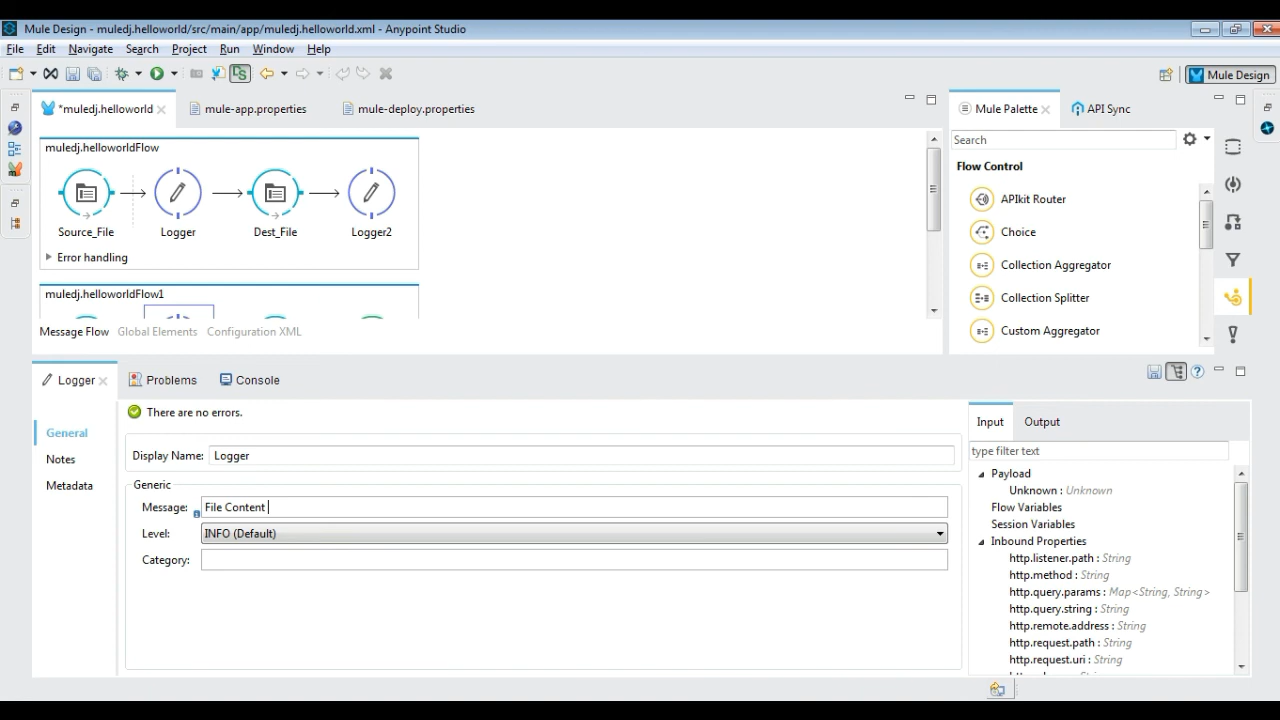 Mule Design - muledj.helloworld/src/main/app/muledj.helloworld.xml - Anypoint Studio
File Edit Navigate Search Project Run Window Help
Mule Design
*muledj.helloworld mule-app.properties mule-deploy.properties
Mule Palette API Sync
Search
muledj.helloworldFlow
Flow Control
APIkit Router
Source_File Logger Dest_File Logger2
Choice
Error handling
Collection Aggregator
muledj.helloworldFlow1
Collection Splitter
Message Flow Global Elements Configuration XML
Custom Aggregator
Logger Problems Console
There are no errors.
General
Notes
Metadata
Display Name: Logger
Generic
Message: File Content
Level: INFO (Default)
Category:
Input Output
type filter text
Payload
Unknown : Unknown
Flow Variables
Session Variables
Inbound Properties
http.listener.path : String
http.method : String
http.query.params : Map<String, String>
http.query.string : String
http.remote.address : String
http.request.path : String
http.request.uri : String